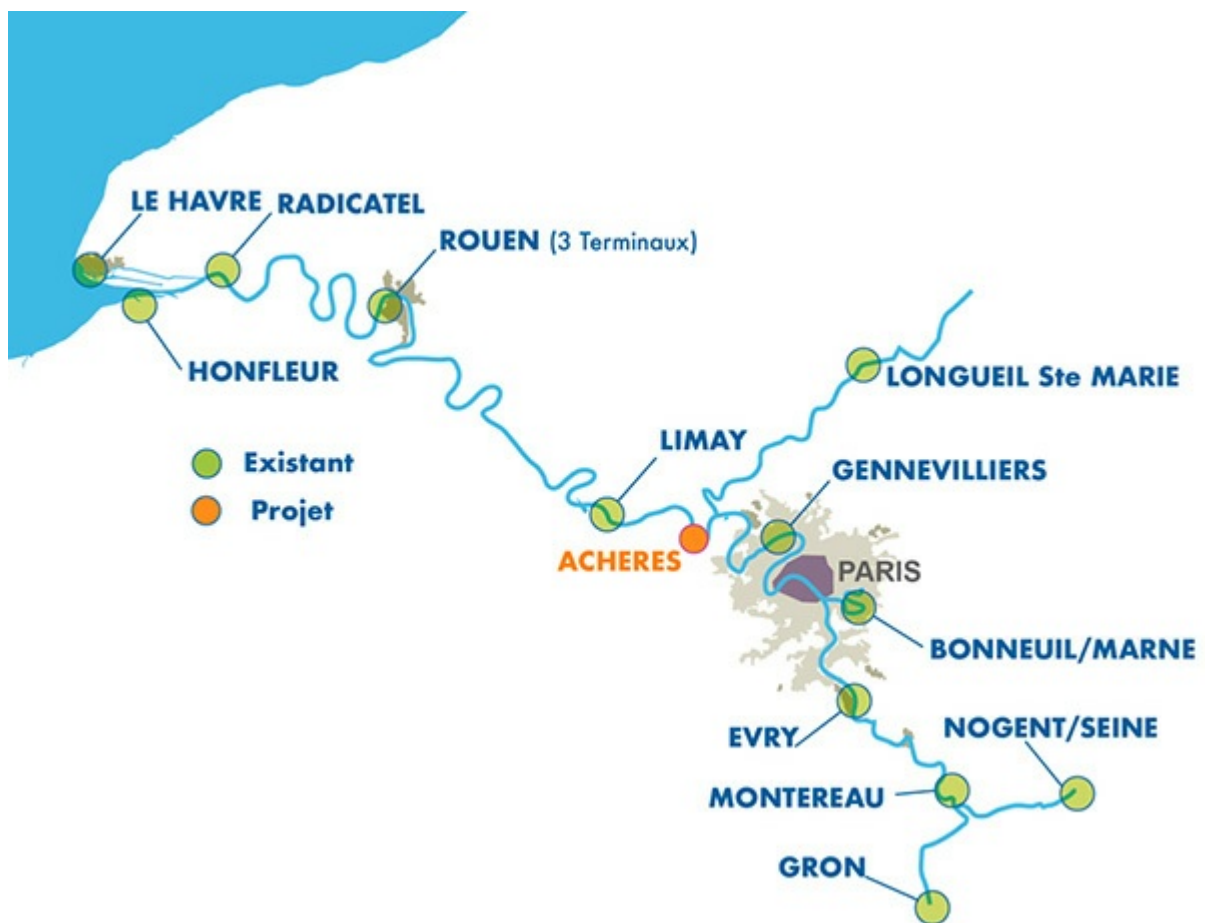 LE HAVRE
RADICATEL
ROUEN (3 Terminaux)
HONFLEUR
LONGUEIL Ste MARIE
LIMAY
Existant
GENNEVILLIERS
Projet
ACHERES
PARIS
BONNEUIL/MARNE
EVRY
NOGENT/SEINE
MONTEREAU
GRON